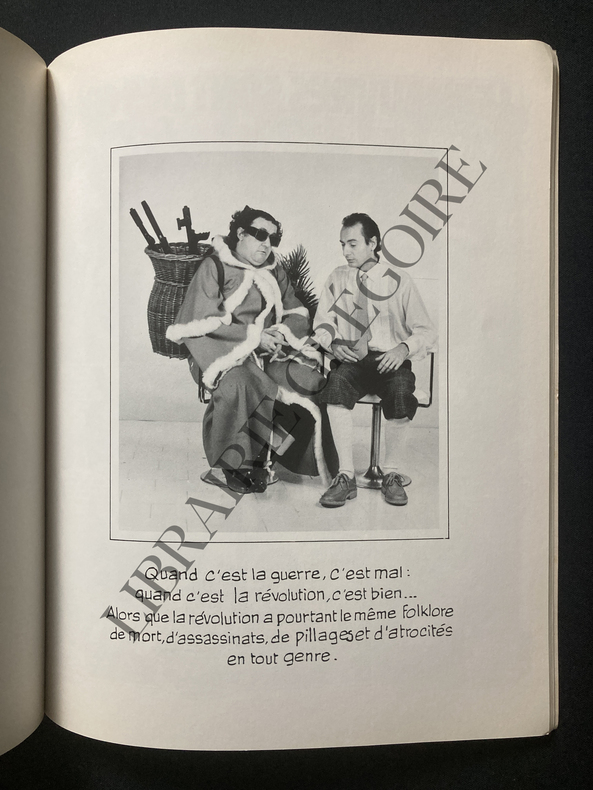 LIBRAIRIE GRÉGOIRE
Quand c'est la guerre, c'est mal :
quand c'est la révolution, c'est bien...
Alors que la révolution a pourtant le même folklore
de mort, d'assassinats, de pillages et d'atrocités
en tout genre.